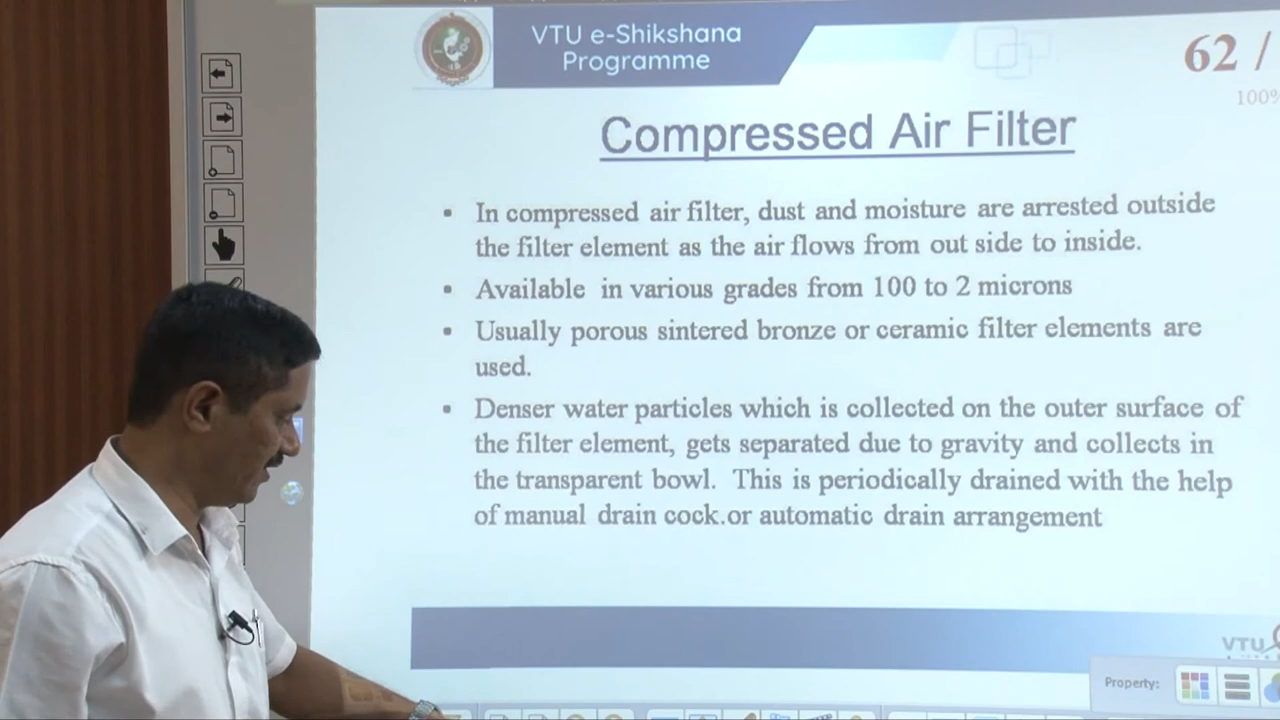 VTU e-Shikshana
Programme
62 /
100%
Compressed Air Filter
In compressed air filter, dust and moisture are arrested outside
the filter element as the air flows from out side to inside.
Available in various grades from 100 to 2 microns
Usually porous sintered bronze or ceramic filter elements are
used.
Denser water particles which is collected on the outer surface of
the filter element, gets separated due to gravity and collects in
the transparent bowl. This is periodically drained with the help
of manual drain cock.or automatic drain arrangement
VTU
Property: